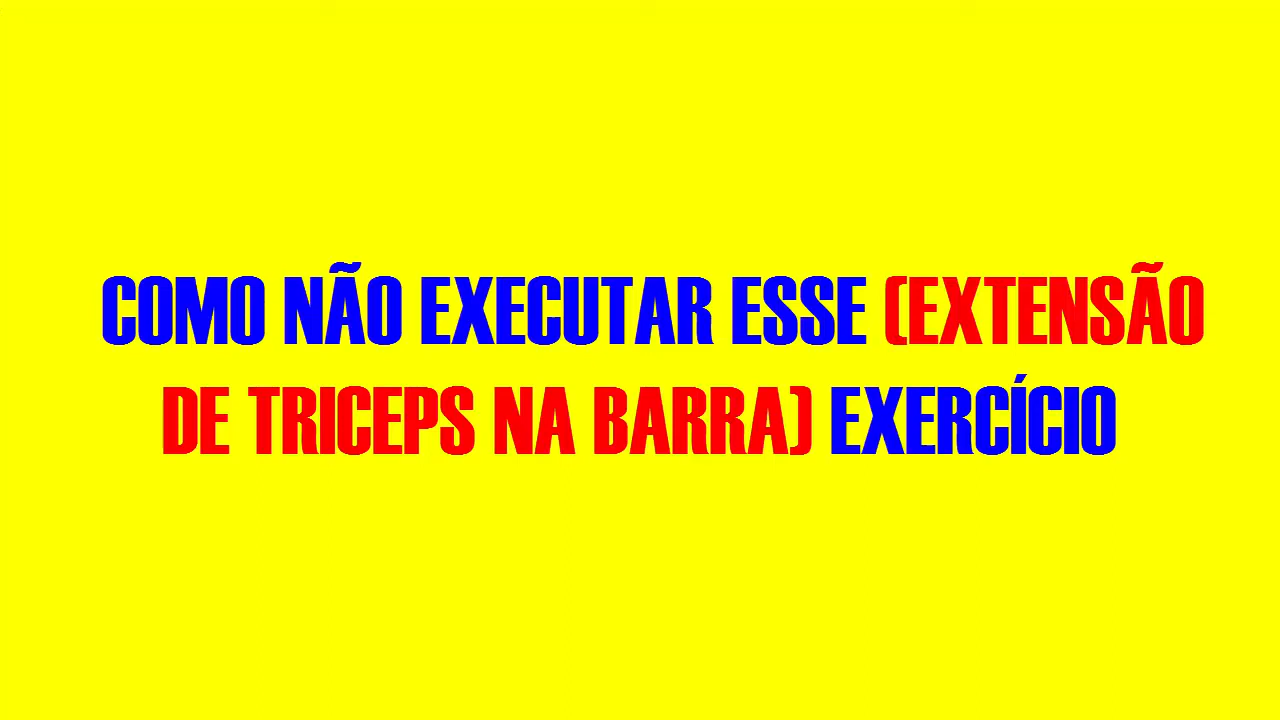 COMO NÃO EXECUTAR ESSE (EXTENSÃO
DE TRICEPS NA BARRA) EXERCÍCIO